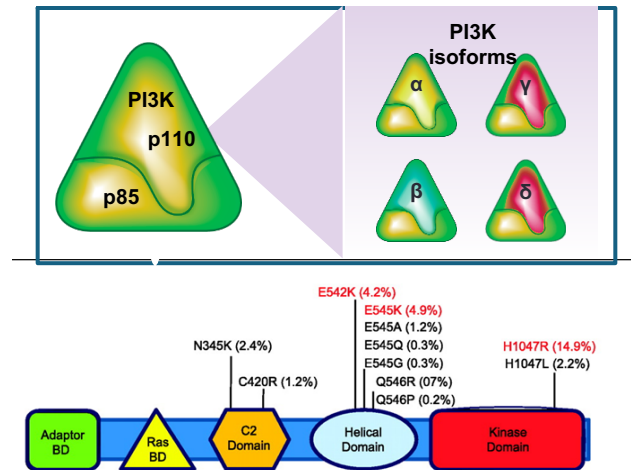 PI3K
p110
p85
PI3K
isoforms
α
γ
β
δ
E542K (4.2%)
E545K (4.9%)
E545A (1.2%)
E545Q (0.3%)
E545G (0.3%)
Q546R (07%)
Q546P (0.2%)
N345K (2.4%)
C420R (1.2%)
H1047R (14.9%)
H1047L (2.2%)
Adaptor
BD
Ras
BD
C2
Domain
Helical
Domain
Kinase
Domain